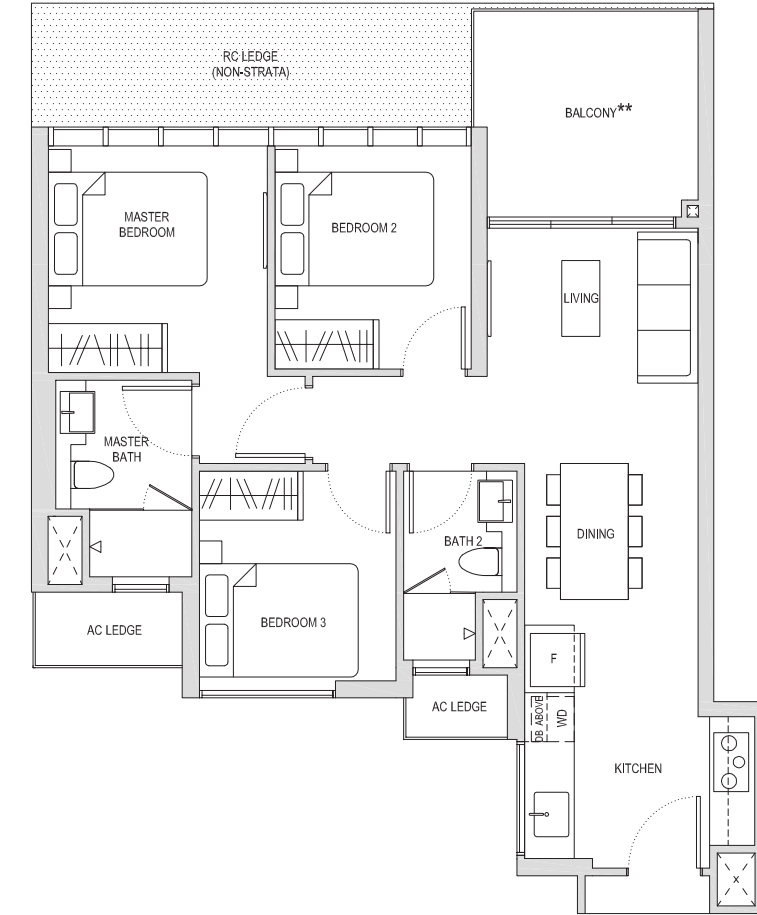 RC LEDGE
(NON-STRATA)
BALCONY**
MASTER
BEDROOM
BEDROOM 2
LIVING
MASTER
BATH
BATH 2
DINING
AC LEDGE
BEDROOM 3
F
AC LEDGE
DB ABOVE
WD
KITCHEN
X